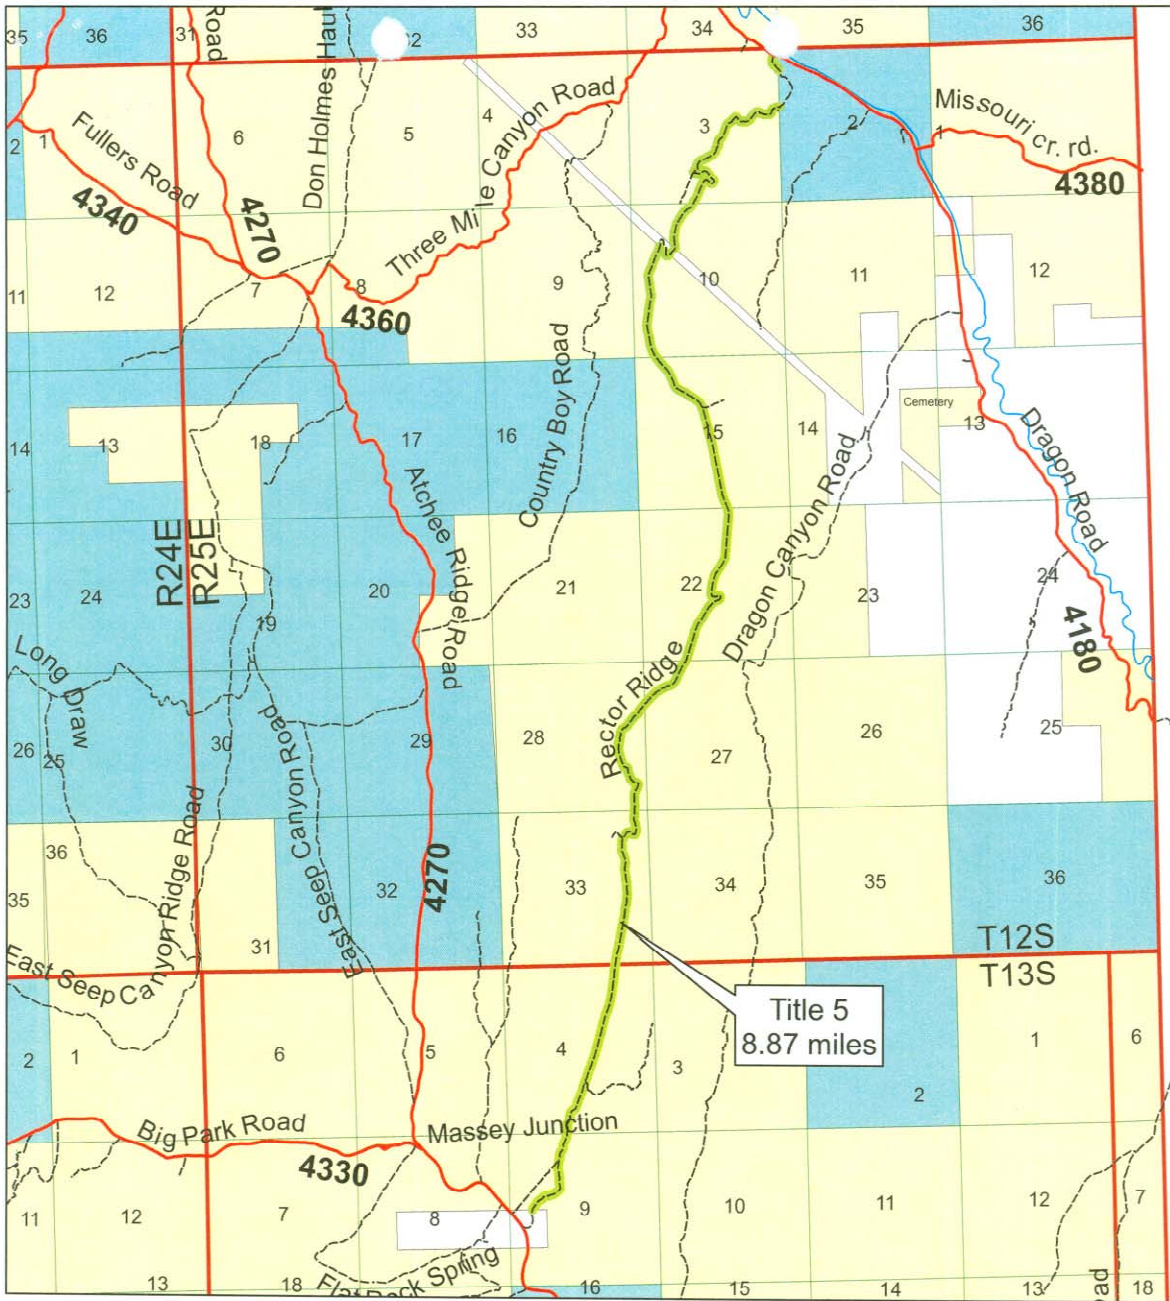 35 36 31 Road Don Holmes Haul 32 33 34 35 36
2 1 Fullers Road 6 5 4 Three Mile Canyon Road 3 2 1 Missouri cr. rd.
4340 4270 4380
11 12 7 8 9 10 11 12
4360
Country Boy Road
Cemetery
14 13 18 17 16 15 14 13
Atchee Ridge Road
Dragon Road
R24E
R25E
23 24 19 20 21 22 23 24
Dragon Canyon Road
4180
Long Draw
Rector Ridge
26 25 30 29 28 27 26 25
East Seep Canyon Road
36
35 31 32 33 34 35 36
4270
Canyon Ridge Road
East Seep Canyon
T12S
T13S
Title 5
8.87 miles
2 1 6 5 4 3 2 1 6
Big Park Road
Massey Junction
4330
11 12 7 8 9 10 11 12 7
Flat Rock Spring
13 18 16 15 14 13 18
oad